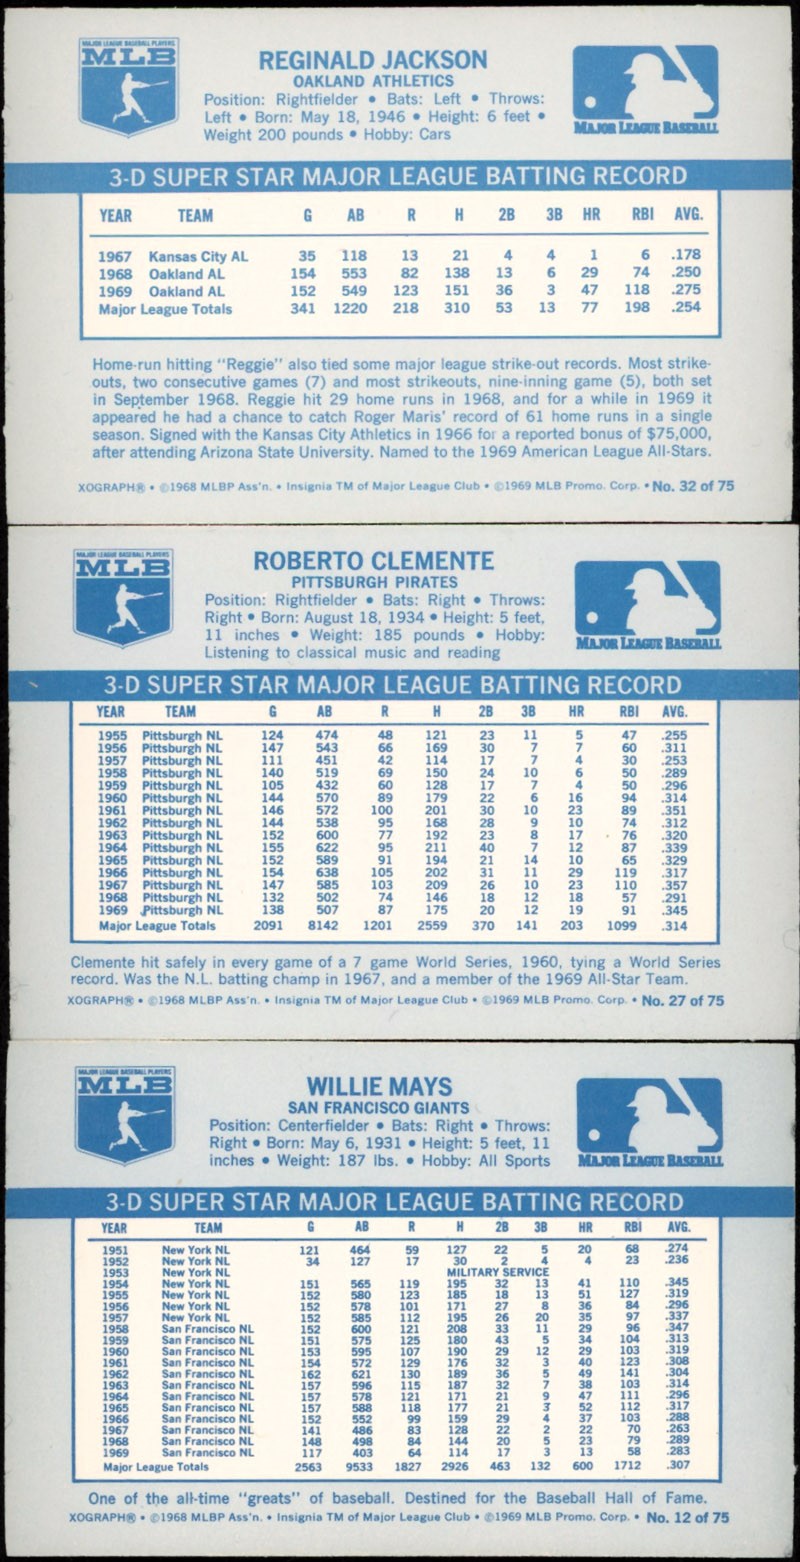 MAJOR LEAGUE BASEBALL PLAYERS
MLB
REGINALD JACKSON
OAKLAND ATHLETICS
Position: Rightfielder • Bats: Left • Throws:
Left • Born: May 18, 1946 • Height: 6 feet •
Weight 200 pounds • Hobby: Cars
MAJOR LEAGUE BASEBALL
3-D SUPER STAR MAJOR LEAGUE BATTING RECORD
YEAR TEAM G AB R H 2B 3B HR RBI AVG.
1967 Kansas City AL 35 118 13 21 4 4 1 6 .178
1968 Oakland AL 154 553 82 138 13 6 29 74 .250
1969 Oakland AL 152 549 123 151 36 3 47 118 .275
Major League Totals 341 1220 218 310 53 13 77 198 .254
Home-run hitting "Reggie" also tied some major league strike-out records. Most strike-
outs, two consecutive games (7) and most strikeouts, nine-inning game (5), both set
in September 1968. Reggie hit 29 home runs in 1968, and for a while in 1969 it
appeared he had a chance to catch Roger Maris' record of 61 home runs in a single
season. Signed with the Kansas City Athletics in 1966 for a reported bonus of $75,000,
after attending Arizona State University. Named to the 1969 American League All-Stars.
XOGRAPH® • ©1968 MLBP Ass'n. • Insignia TM of Major League Club • ©1969 MLB Promo. Corp. • No. 32 of 75
MAJOR LEAGUE BASEBALL PLAYERS
MLB
ROBERTO CLEMENTE
PITTSBURGH PIRATES
Position: Rightfielder • Bats: Right • Throws:
Right • Born: August 18, 1934 • Height: 5 feet,
11 inches • Weight: 185 pounds • Hobby:
Listening to classical music and reading
MAJOR LEAGUE BASEBALL
3-D SUPER STAR MAJOR LEAGUE BATTING RECORD
YEAR TEAM G AB R H 2B 3B HR RBI AVG.
1955 Pittsburgh NL 124 474 48 121 23 11 5 47 .255
1956 Pittsburgh NL 147 543 66 169 30 7 7 60 .311
1957 Pittsburgh NL 111 451 42 114 17 7 4 30 .253
1958 Pittsburgh NL 140 519 69 150 24 10 6 50 .289
1959 Pittsburgh NL 105 432 60 128 17 7 4 50 .296
1960 Pittsburgh NL 144 570 89 179 22 6 16 94 .314
1961 Pittsburgh NL 146 572 100 201 30 10 23 89 .351
1962 Pittsburgh NL 144 538 95 168 28 9 10 74 .312
1963 Pittsburgh NL 152 600 77 192 23 8 17 76 .320
1964 Pittsburgh NL 155 622 95 211 40 7 12 87 .339
1965 Pittsburgh NL 152 589 91 194 21 14 10 65 .329
1966 Pittsburgh NL 154 638 105 202 31 11 29 119 .317
1967 Pittsburgh NL 147 585 103 209 26 10 23 110 .357
1968 Pittsburgh NL 132 502 74 146 18 12 18 57 .291
1969 Pittsburgh NL 138 507 87 175 20 12 19 91 .345
Major League Totals 2091 8142 1201 2559 370 141 203 1099 .314
Clemente hit safely in every game of a 7 game World Series, 1960, tying a World Series
record. Was the N.L. batting champ in 1967, and a member of the 1969 All-Star Team.
XOGRAPH® • ©1968 MLBP Ass'n. • Insignia TM of Major League Club • ©1969 MLB Promo. Corp. • No. 27 of 75
MAJOR LEAGUE BASEBALL PLAYERS
MLB
WILLIE MAYS
SAN FRANCISCO GIANTS
Position: Centerfielder • Bats: Right • Throws:
Right • Born: May 6, 1931 • Height: 5 feet, 11
inches • Weight: 187 lbs. • Hobby: All Sports
MAJOR LEAGUE BASEBALL
3-D SUPER STAR MAJOR LEAGUE BATTING RECORD
YEAR TEAM G AB R H 2B 3B HR RBI AVG.
1951 New York NL 121 464 59 127 22 5 20 68 .274
1952 New York NL 34 127 17 30 2 4 4 23 .236
1953 New York NL MILITARY SERVICE
1954 New York NL 151 565 119 195 32 13 41 110 .345
1955 New York NL 152 580 123 185 18 13 51 127 .319
1956 New York NL 152 578 101 171 27 8 36 84 .296
1957 New York NL 152 585 112 195 26 20 35 97 .337
1958 San Francisco NL 152 600 121 208 33 11 29 96 .347
1959 San Francisco NL 151 575 125 180 43 5 34 104 .313
1960 San Francisco NL 153 595 107 190 29 12 29 103 .319
1961 San Francisco NL 154 572 129 176 32 3 40 123 .308
1962 San Francisco NL 162 621 130 189 36 5 49 141 .304
1963 San Francisco NL 157 596 115 187 32 7 38 103 .314
1964 San Francisco NL 157 578 121 171 21 9 47 111 .296
1965 San Francisco NL 157 588 118 177 21 3 52 112 .317
1966 San Francisco NL 152 552 99 159 29 4 37 103 .288
1967 San Francisco NL 141 486 83 128 22 2 22 70 .263
1968 San Francisco NL 148 498 84 144 20 5 23 79 .289
1969 San Francisco NL 117 403 64 114 17 3 13 58 .283
Major League Totals 2563 9533 1827 2926 463 132 600 1712 .307
One of the all-time "greats" of baseball. Destined for the Baseball Hall of Fame.
XOGRAPH® • ©1968 MLBP Ass'n. • Insignia TM of Major League Club • ©1969 MLB Promo. Corp. • No. 12 of 75